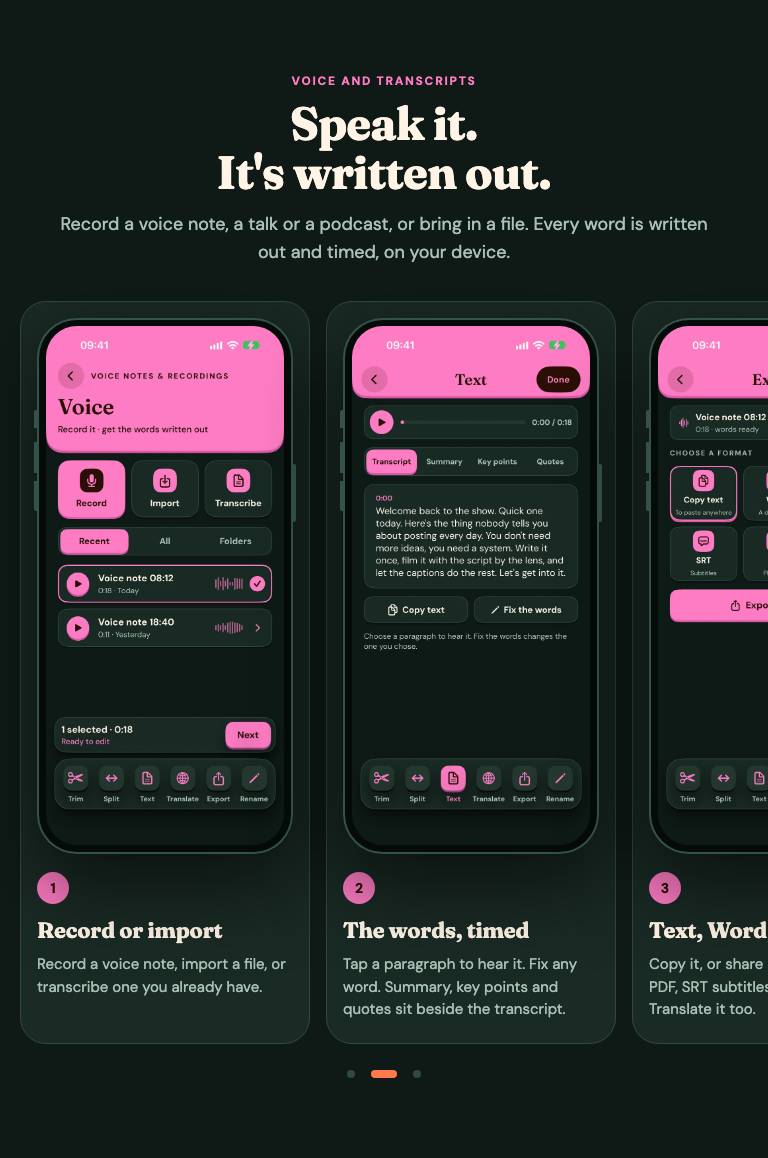 VOICE AND TRANSCRIPTS
Speak it.
It's written out.
Record a voice note, a talk or a podcast, or bring in a file. Every word is written
out and timed, on your device.
09:41
VOICE NOTES & RECORDINGS
Voice
Record it · get the words written out
Record
Import
Transcribe
Recent
All
Folders
Voice note 08:12
0:18 · Today
Voice note 18:40
0:11 · Yesterday
1 selected · 0:18
Ready to edit
Next
Trim
Split
Text
Translate
Export
Rename
1
Record or import
Record a voice note, import a file, or
transcribe one you already have.
09:41
Text
Done
0:00 / 0:18
Transcript
Summary
Key points
Quotes
0:00
Welcome back to the show. Quick one
today. Here's the thing nobody tells you
about posting every day. You don't need
more ideas, you need a system. Write it
once, film it with the script by the lens, and
let the captions do the rest. Let's get into it.
Copy text
Fix the words
Choose a paragraph to hear it. Fix the words changes the
one you chose.
Trim
Split
Text
Translate
Export
Rename
2
The words, timed
Tap a paragraph to hear it. Fix any
word. Summary, key points and
quotes sit beside the transcript.
09:41
Ex
Voice note 08:12
0:18 · words ready
CHOOSE A FORMAT
Copy text
To paste anywhere
SRT
Subtitles
Expo
Trim
Split
3
Text, Word
Copy it, or share
PDF, SRT subtitles
Translate it too.